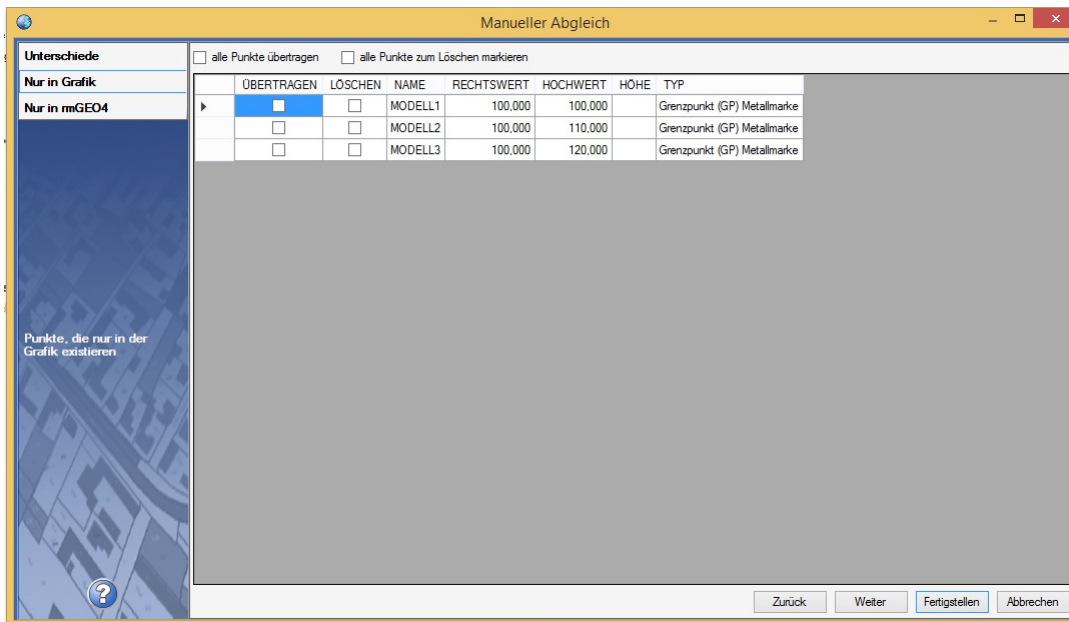 Manueller Abgleich
Unterschiede
Nur in Grafik
Nur in rmGEO4
Punkte, die nur in der
Grafik existieren
alle Punkte übertragen alle Punkte zum Löschen markieren
ÜBERTRAGEN LÖSCHEN NAME RECHTSWERT HOCHWERT HÖHE TYP
MODELL1 100,000 100,000 Grenzpunkt (GP) Metallmarke
MODELL2 100,000 110,000 Grenzpunkt (GP) Metallmarke
MODELL3 100,000 120,000 Grenzpunkt (GP) Metallmarke
?
Zurück Weiter Fertigstellen Abbrechen